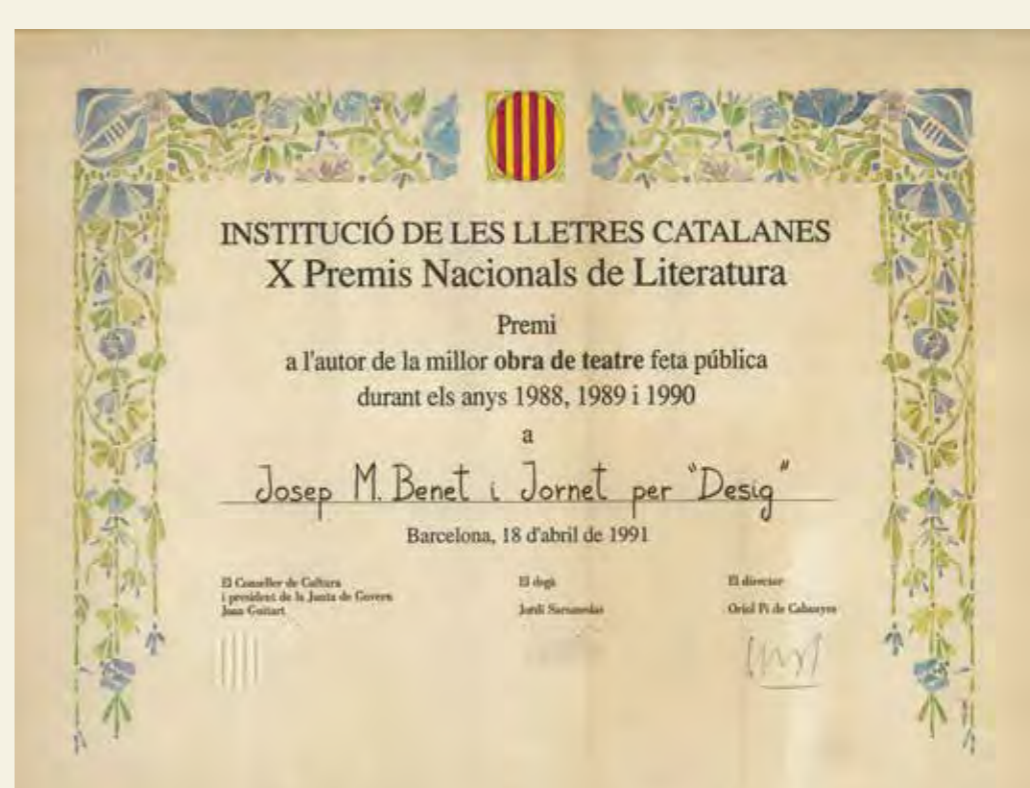 INSTITUCIÓ DE LES LLETRES CATALANES
X Premis Nacionals de Literatura
Premi
a l'autor de la millor obra de teatre feta pública
durant els anys 1988, 1989 i 1990
a
Josep M. Benet i Jornet per "Desig"
Barcelona, 18 d'abril de 1991
El Conseller de Cultura
i president de la Junta de Govern
Joan Guitart
El degà
Jordi Sarsanedas
El director
Oriol Pi de Cabanyes